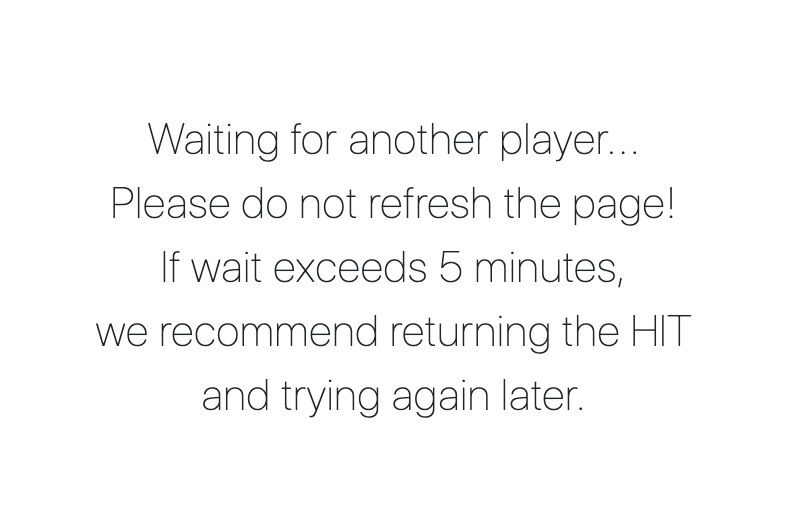 Waiting for another player...
Please do not refresh the page!
If wait exceeds 5 minutes,
we recommend returning the HIT
and trying again later.